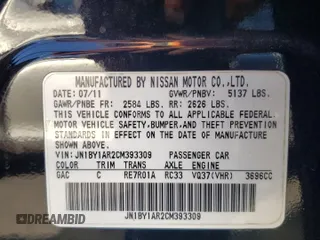 MANUFACTURED BY NISSAN MOTOR CO.,LTD.
DATE: 07/11 GVWR/PNBV: 5137 LBS.
GAWR/PNBE FR: 2584 LBS. RR: 2626 LBS.
THIS VEHICLE CONFORMS TO ALL APPLICABLE FEDERAL
MOTOR VEHICLE SAFETY,BUMPER,AND THEFT PREVENTION
STANDARDS IN EFFECT ON THE DATE OF MANUFACTURE
SHOWN ABOVE.
VIN:JN1BY1AR2CM393309 PASSENGER CAR
COLOR TRIM TRANS AXLE ENGINE
GAC C RE7R01A RC33 VQ37(VHR) 3696CC
JN1BY1AR2CM393309
© AUTOBIDMASTER